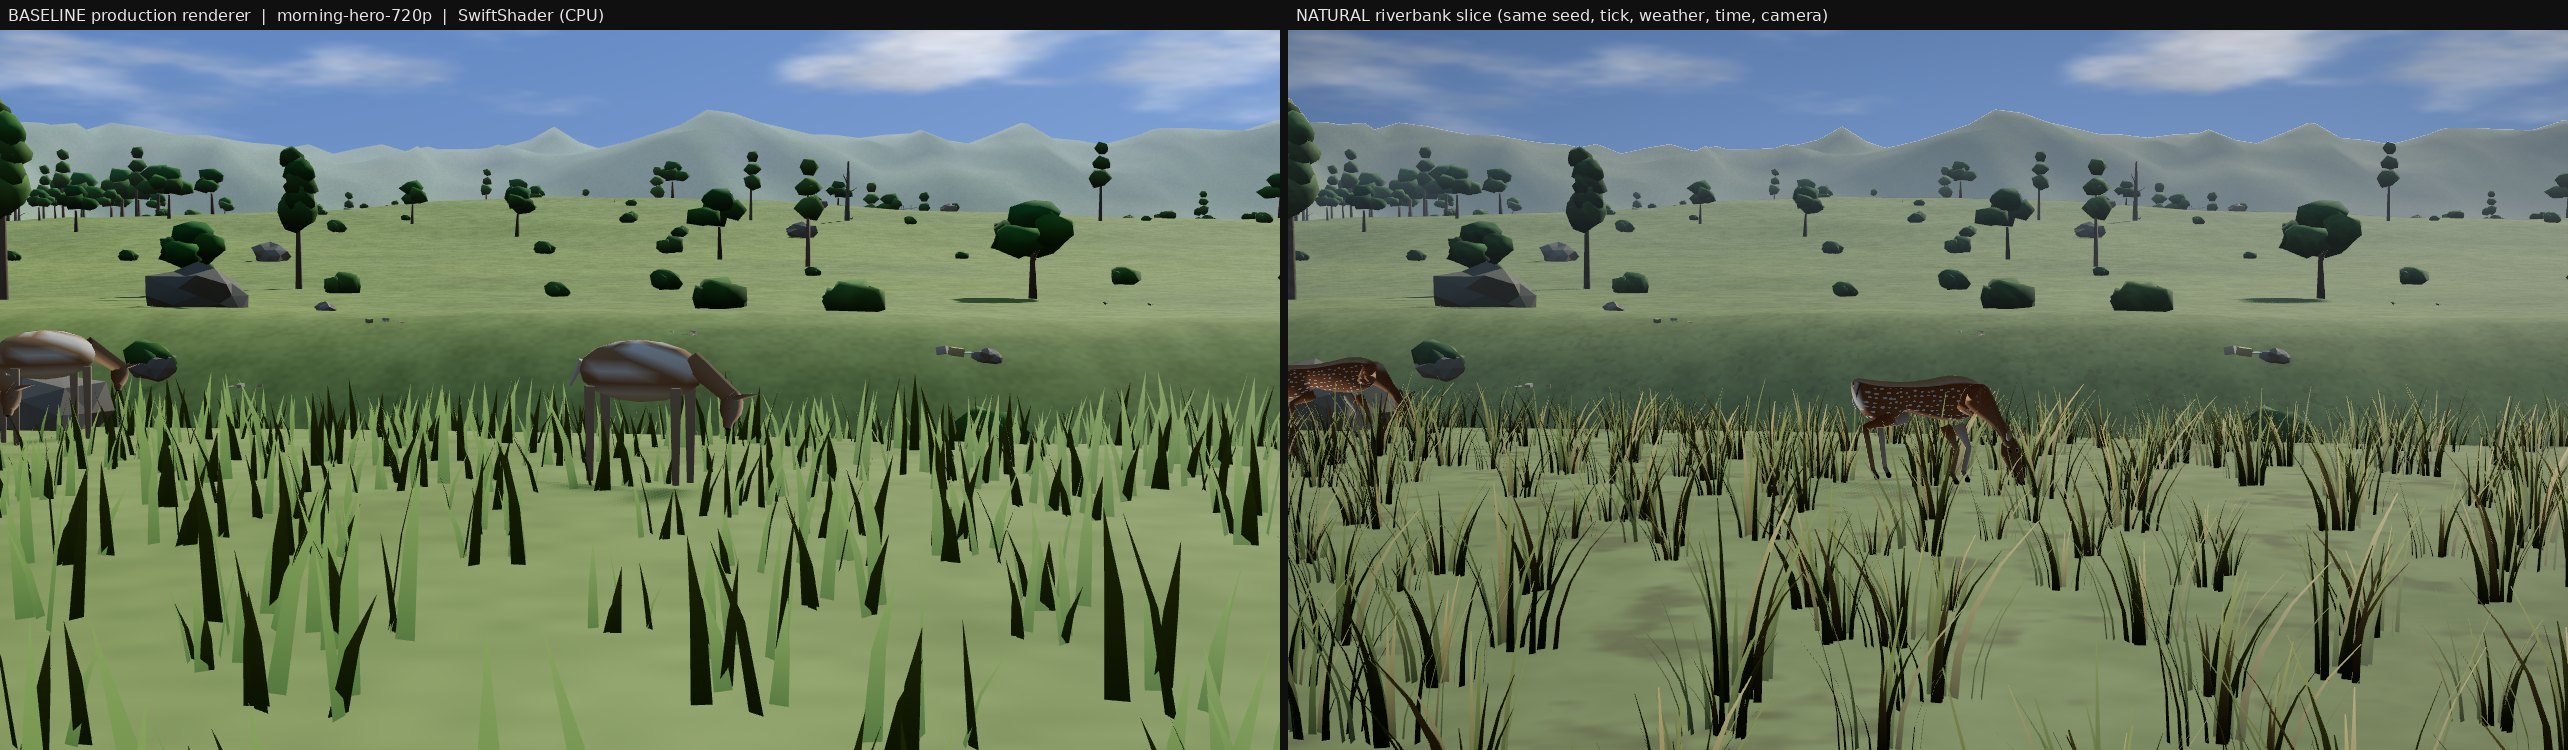 BASELINE production renderer | morning-hero-720p | SwiftShader (CPU)
NATURAL riverbank slice (same seed, tick, weather, time, camera)